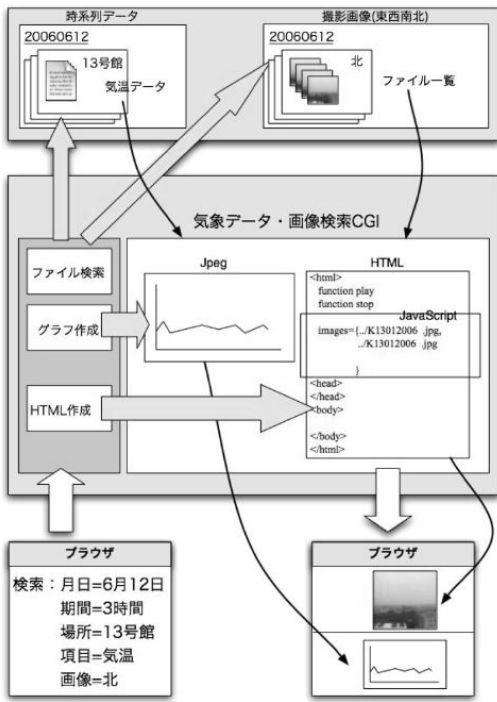 時系列データ
20060612
13号館
気温データ
撮影画像(東西南北)
20060612
北
ファイル一覧
気象データ・画像検索CGI
ファイル検索
グラフ作成
HTML作成
Jpeg
HTML
<html>
function play
function stop
JavaScript
images={../K13012006 .jpg,
../K13012006 .jpg
}
<head>
</head>
<body>
</body>
</html>
ブラウザ
検索：月日=6月12日
期間=3時間
場所=13号館
項目=気温
画像=北
ブラウザ